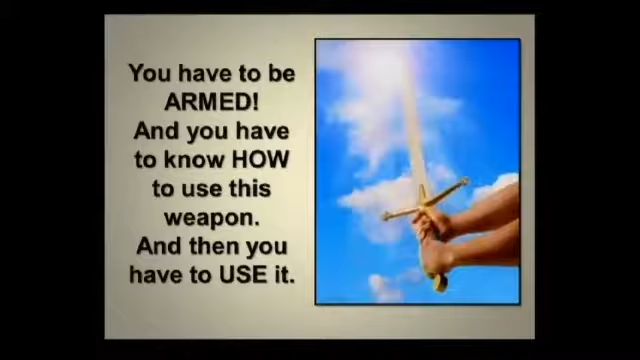 You have to be
ARMED!
And you have
to know HOW
to use this
weapon.
And then you
have to USE it.